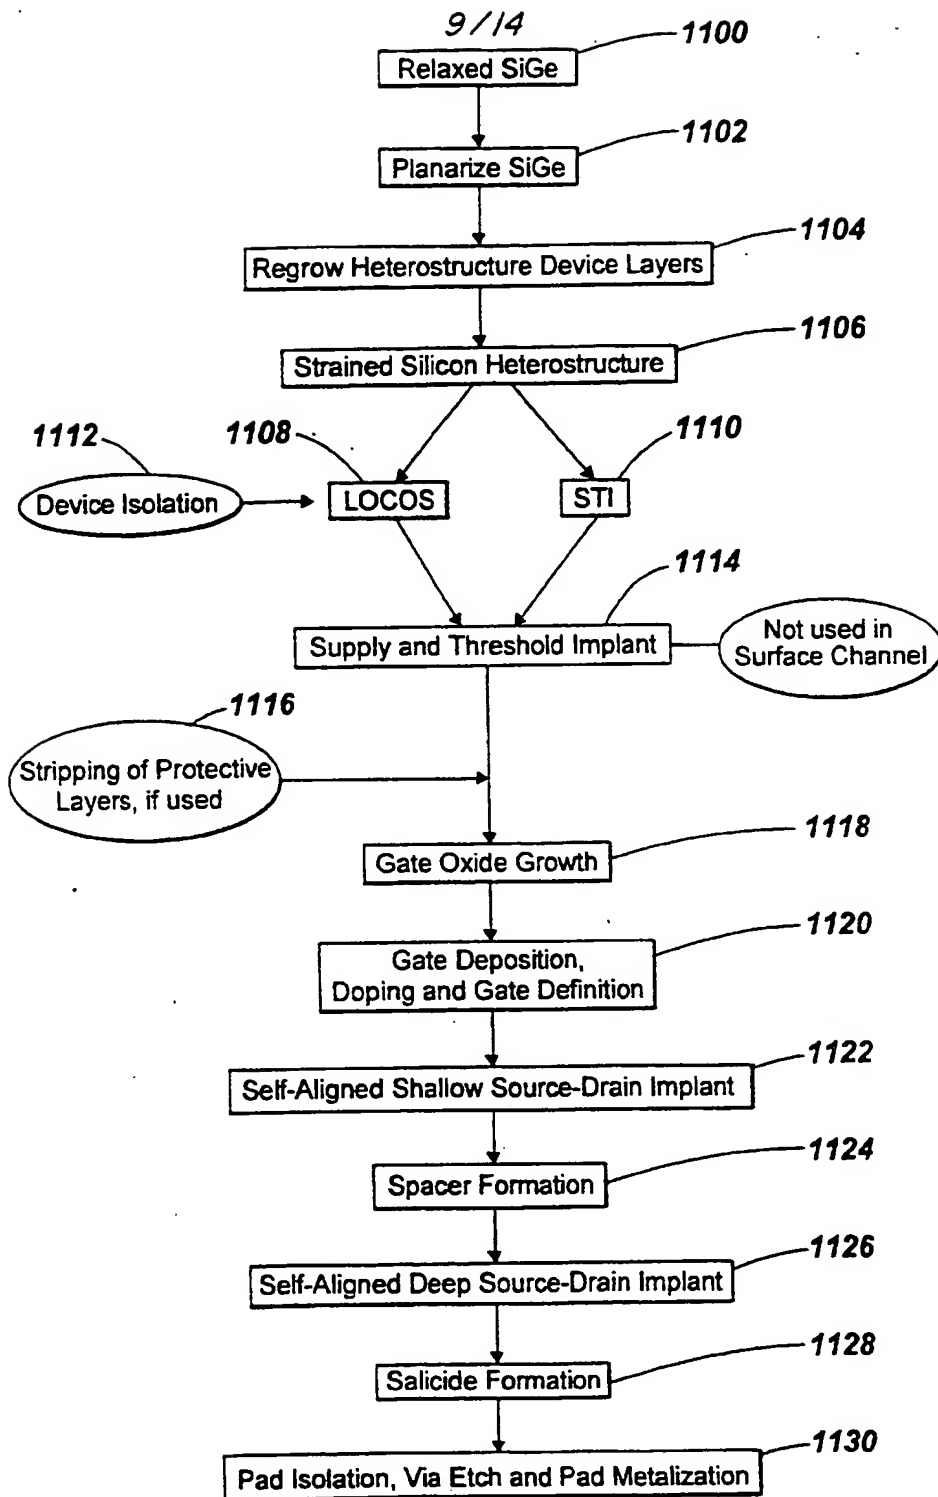 9/14
1100
Relaxed SiGe
1102
Planarize SiGe
1104
Regrow Heterostructure Device Layers
1106
Strained Silicon Heterostructure
1112
1108
1110
Device Isolation
LOCOS
STI
1114
Supply and Threshold Implant
Not used in
Surface Channel
1116
Stripping of Protective
Layers, if used
1118
Gate Oxide Growth
1120
Gate Deposition,
Doping and Gate Definition
1122
Self-Aligned Shallow Source-Drain Implant
1124
Spacer Formation
1126
Self-Aligned Deep Source-Drain Implant
1128
Salicide Formation
1130
Pad Isolation, Via Etch and Pad Metalization